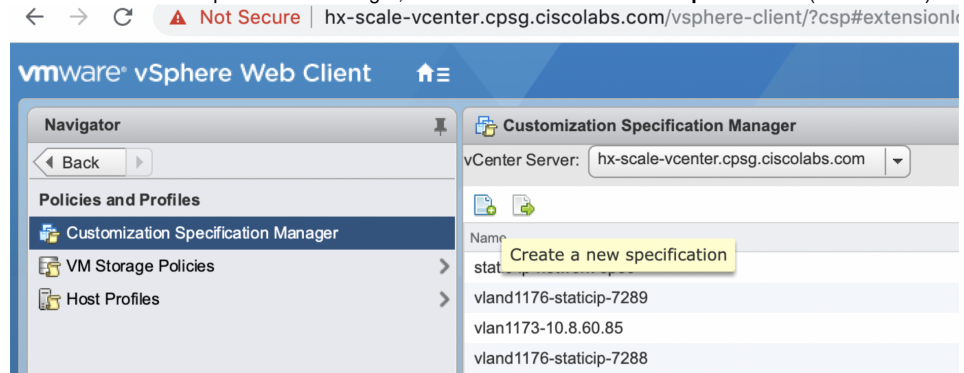 Not Secure | hx-scale-vcenter.cpsg.ciscolabs.com/vsphere-client/?csp#extensionId
vmware® vSphere Web Client
Navigator
Back
Policies and Profiles
Customization Specification Manager
VM Storage Policies
Host Profiles
Customization Specification Manager
vCenter Server: hx-scale-vcenter.cpsg.ciscolabs.com
Name
Create a new specification
vland1176-staticip-7289
vlan1173-10.8.60.85
vland1176-staticip-7288